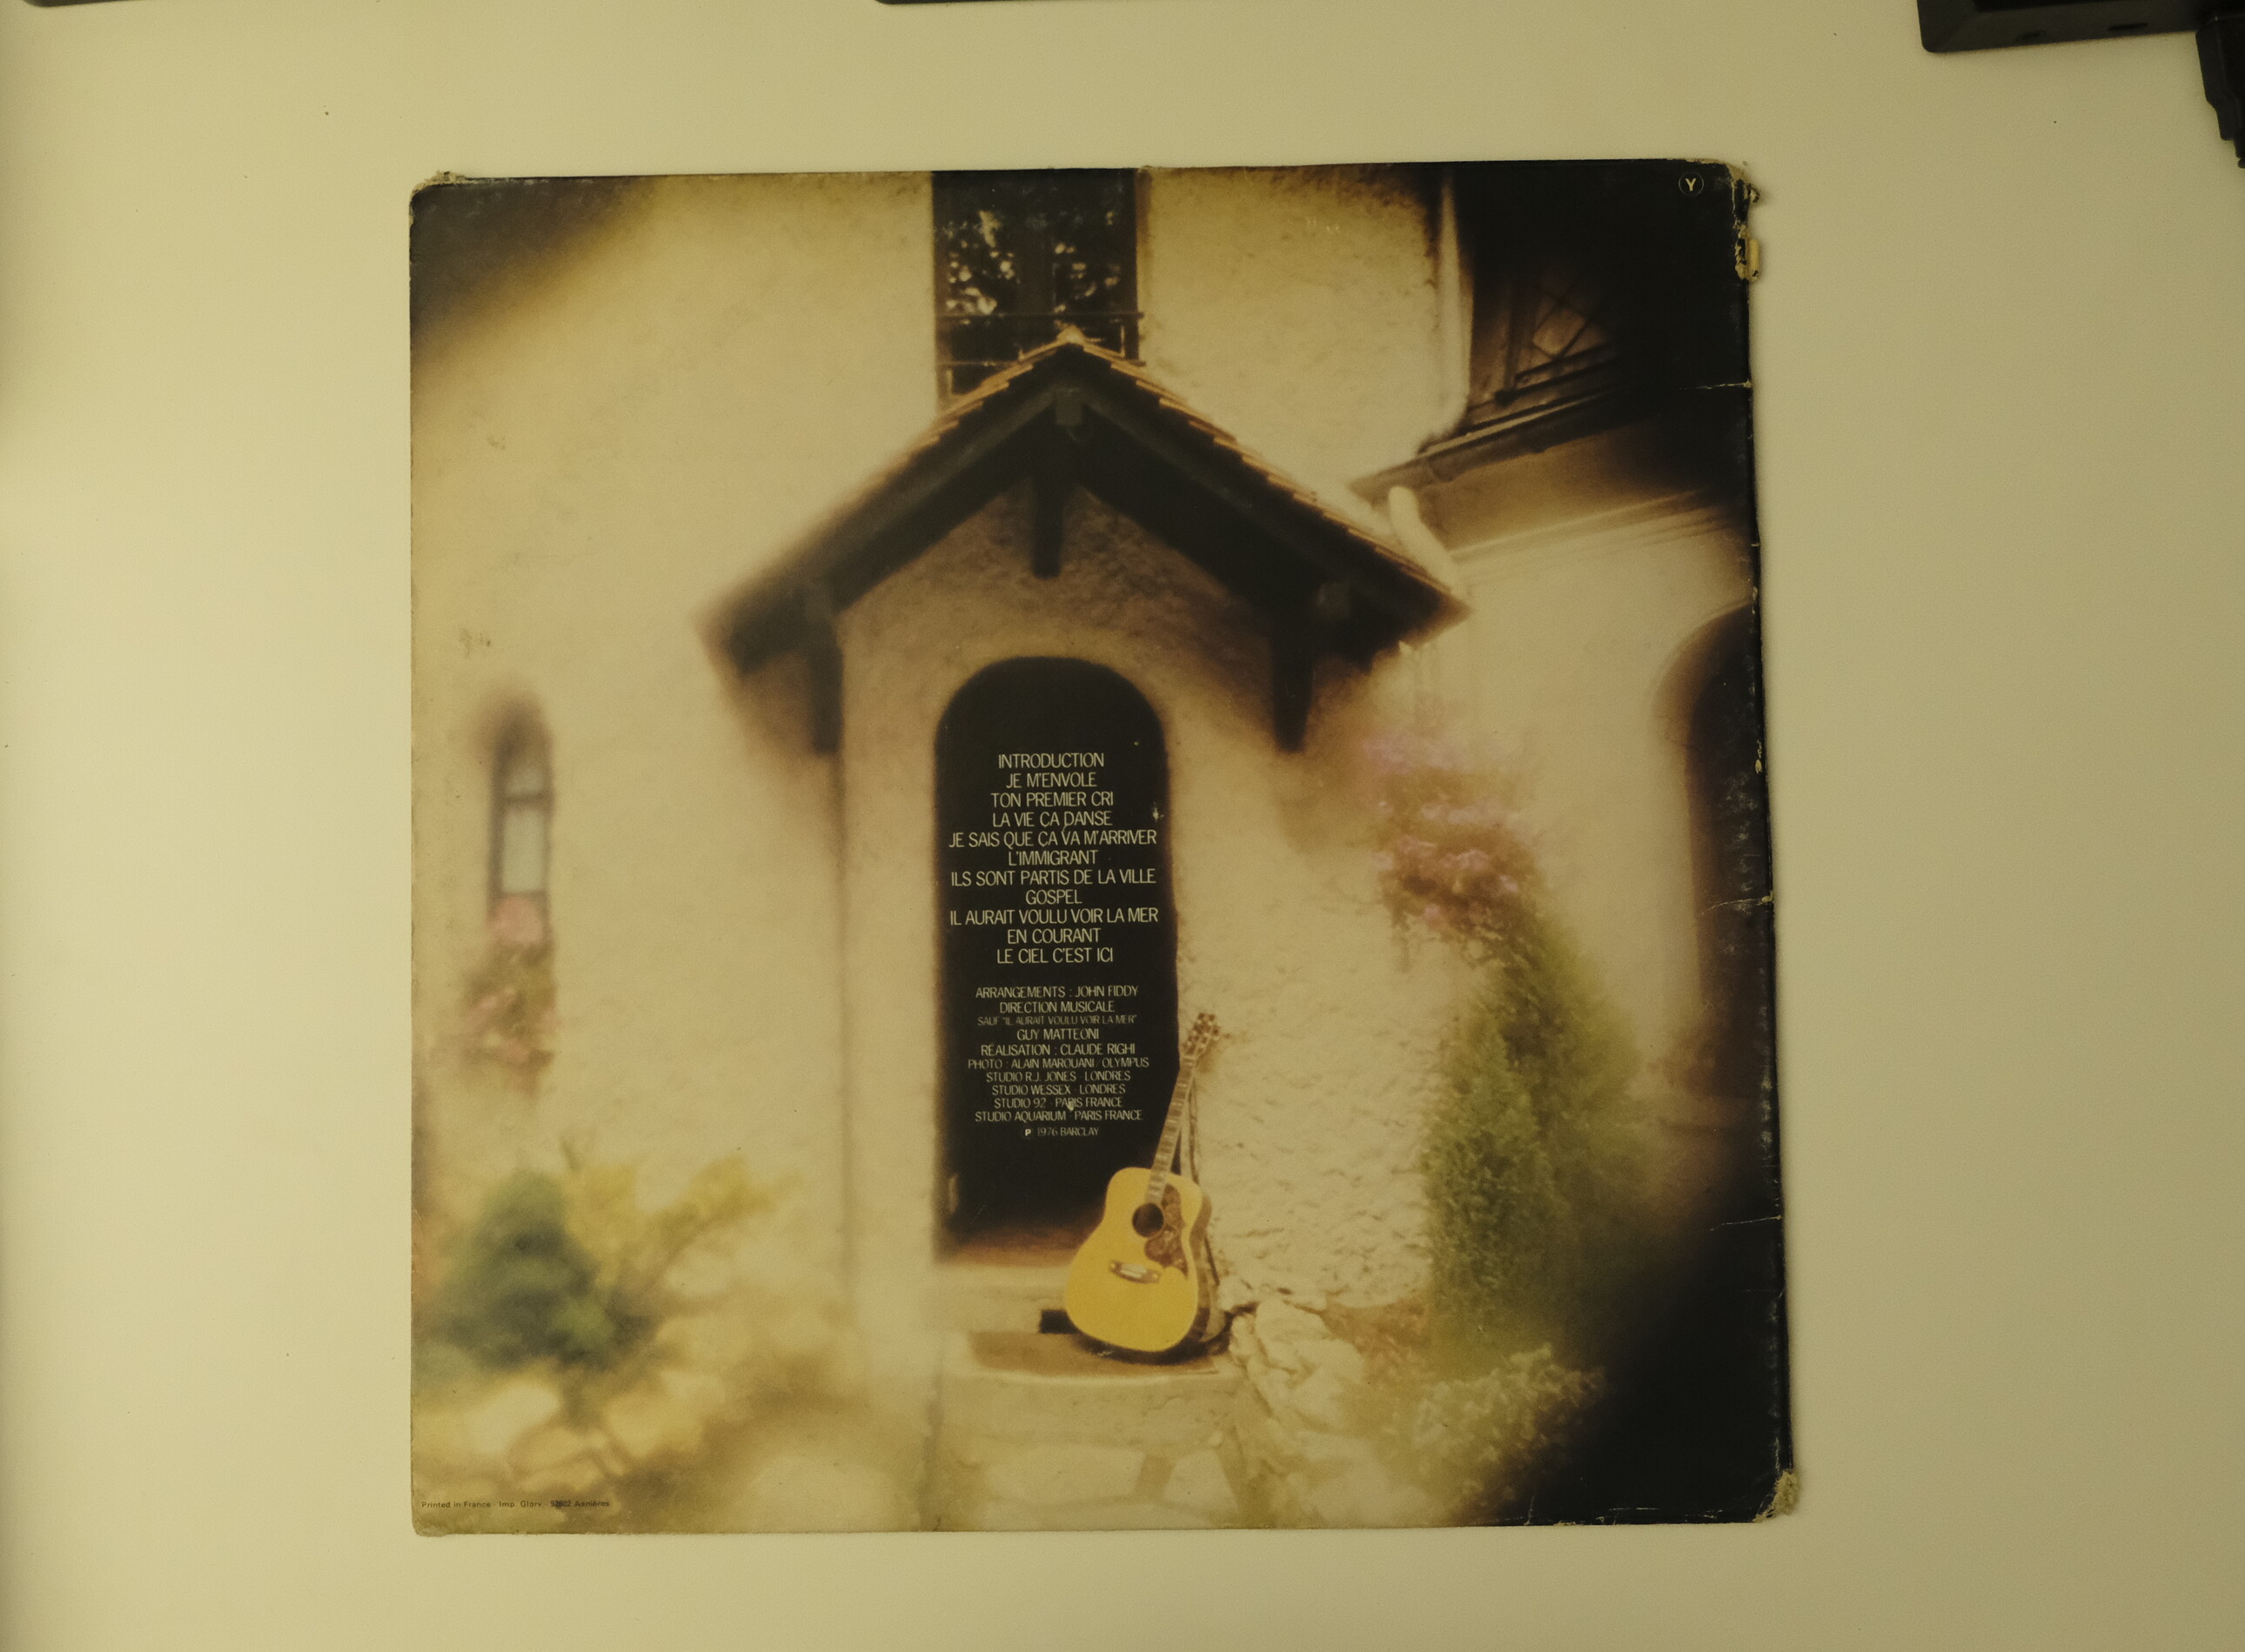 Y
INTRODUCTION
JE M'ENVOLE
TON PREMIER CRI
LA VIE ÇA DANSE
JE SAIS QUE ÇA VA M'ARRIVER
L'IMMIGRANT
ILS SONT PARTIS DE LA VILLE
GOSPEL
IL AURAIT VOULU VOIR LA MER
EN COURANT
LE CIEL C'EST ICI
ARRANGEMENTS : JOHN FIDDY
DIRECTION MUSICALE
SAUF "IL AURAIT VOULU VOIR LA MER"
GUY MATTEONI
RÉALISATION : CLAUDE RIGHI
PHOTO : ALAIN MAROUANI OLYMPUS
STUDIO R.J. JONES - LONDRES
STUDIO WESSEX - LONDRES
STUDIO 92 - PARIS FRANCE
STUDIO AQUARIUM - PARIS FRANCE
℗ 1976 BARCLAY
Printed in France - Imp. Glory - Asnières